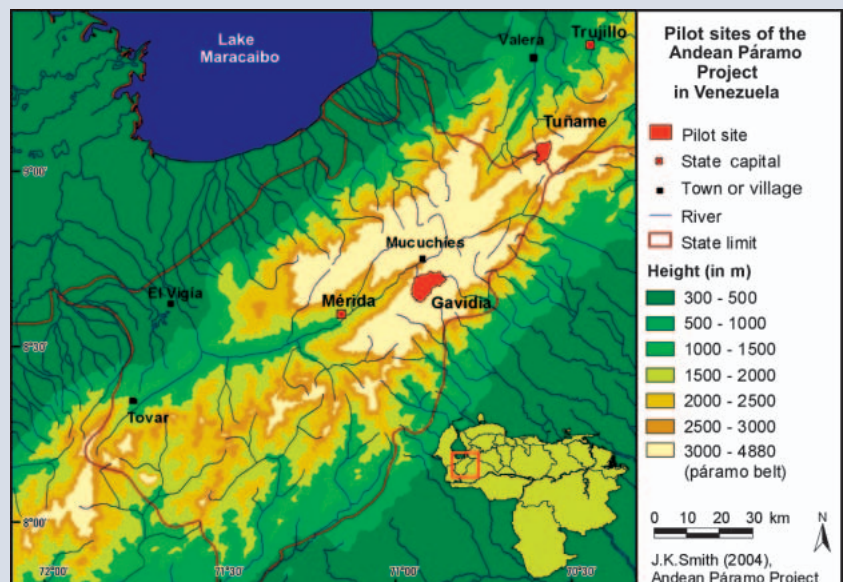 Lake
Maracaibo
Valera
Trujillo
Tuñame
Mucuchíes
El Vigía
Mérida
Gavidia
Tovar
9°00'
8°30'
8°00'
72°00'
71°30'
71°00'
70°30'
Pilot sites of the
Andean Páramo
Project
in Venezuela
Pilot site
State capital
Town or village
River
State limit
Height (in m)
300 - 500
500 - 1000
1000 - 1500
1500 - 2000
2000 - 2500
2500 - 3000
3000 - 4880
(páramo belt)
0 10 20 30 km
N
J.K.Smith (2004),
Andean Páramo Project